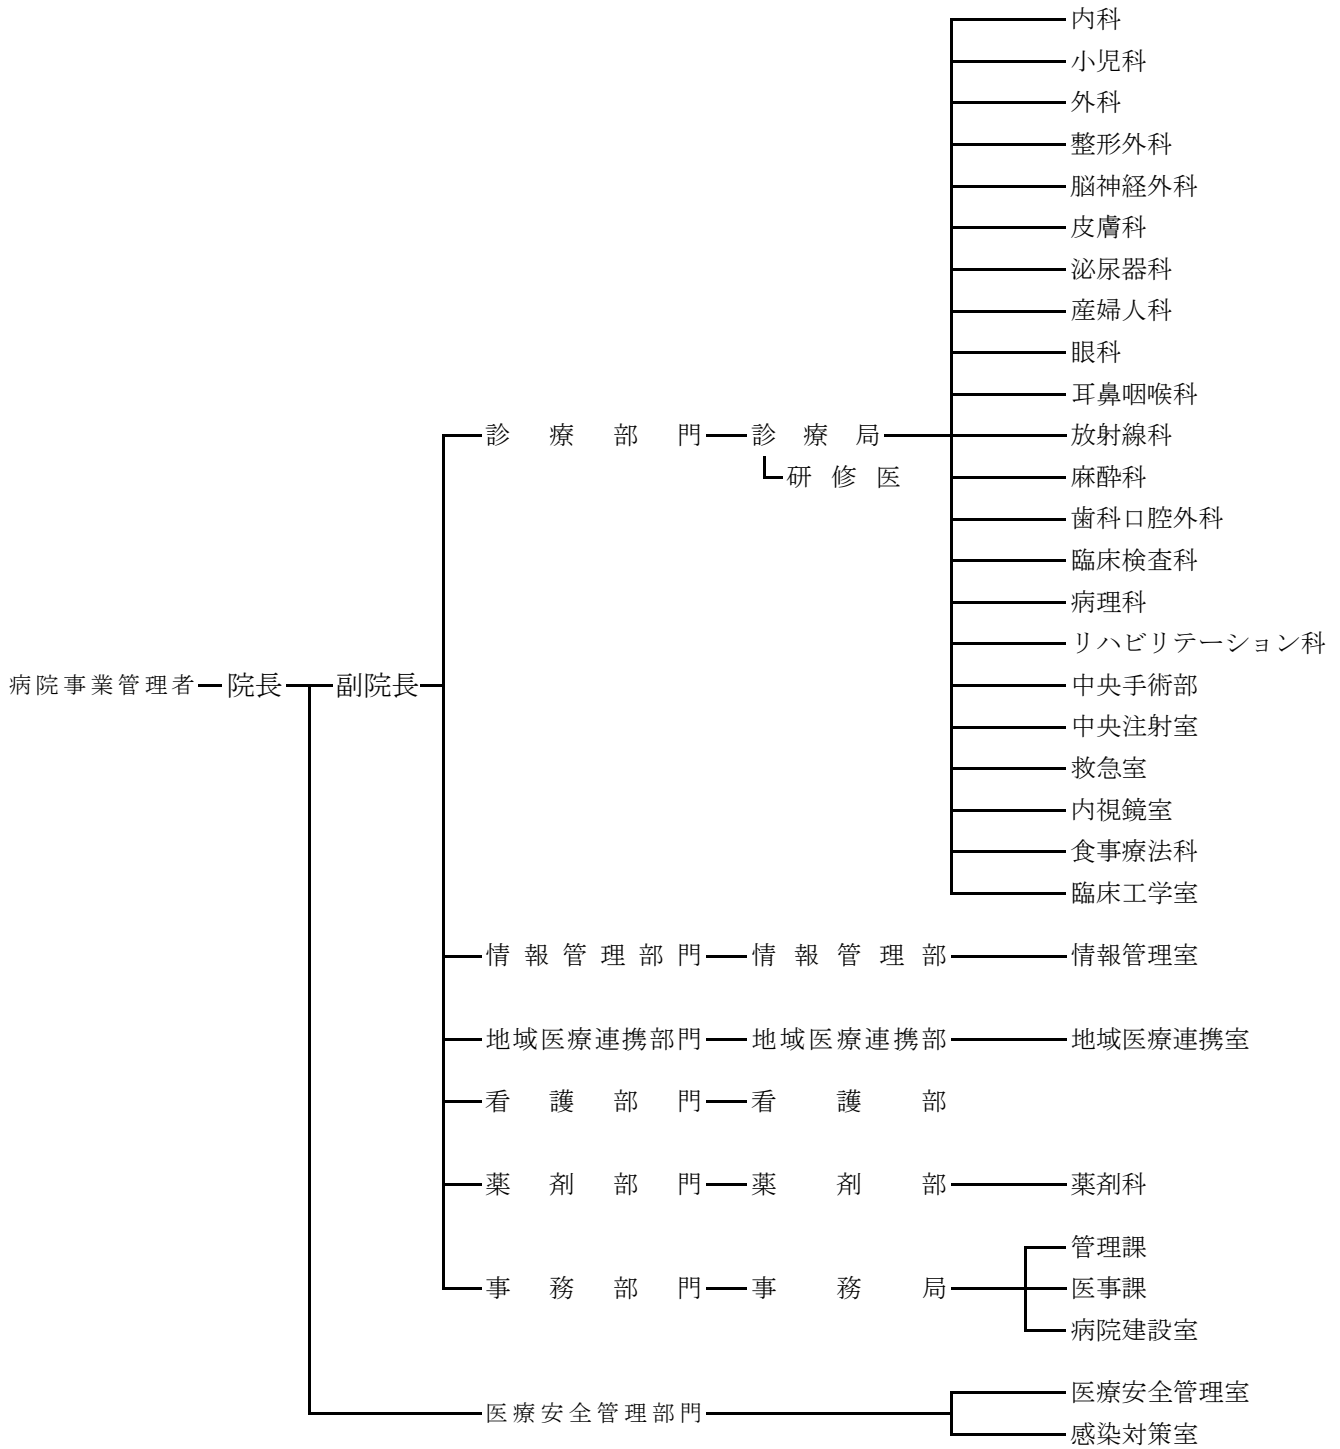 内科
小児科
外科
整形外科
脳神経外科
皮膚科
泌尿器科
産婦人科
眼科
耳鼻咽喉科
診療部門 診療局 放射線科
研修医 麻酔科
歯科口腔外科
臨床検査科
病理科
リハビリテーション科
病院事業管理者 院長 副院長 中央手術部
中央注射室
救急室
内視鏡室
食事療法科
臨床工学室
情報管理部門 情報管理部 情報管理室
地域医療連携部門 地域医療連携部 地域医療連携室
看護部門 看護部
薬剤部門 薬剤部 薬剤科
管理課
事務部門 事務局 医事課
病院建設室
医療安全管理室
医療安全管理部門
感染対策室